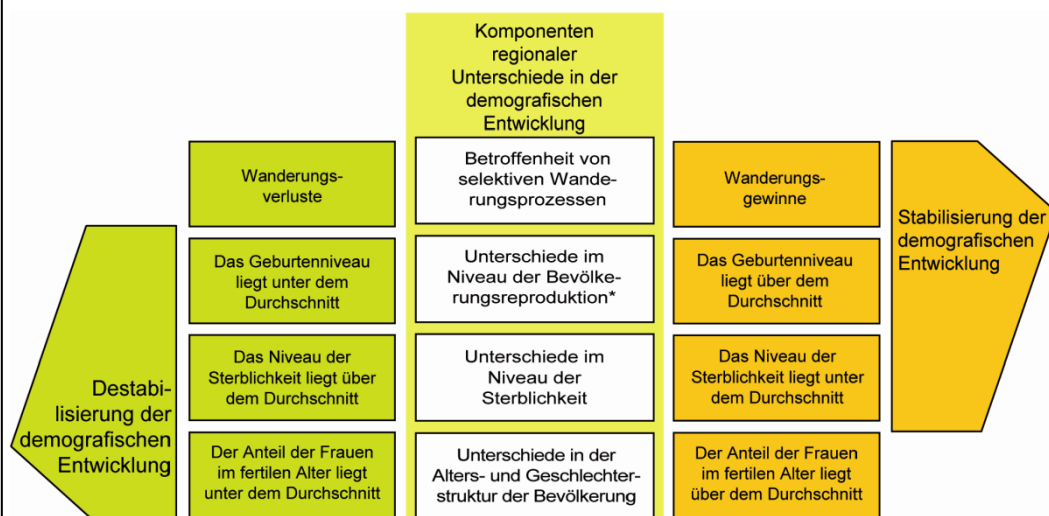 Komponenten
regionaler
Unterschiede in der
demografischen
Entwicklung
Wanderungs-
verluste
Betroffenheit von
selektiven Wande-
rungsprozessen
Wanderungs-
gewinne
Das Geburtenniveau
liegt unter dem
Durchschnitt
Unterschiede im
Niveau der Bevölke-
rungsreproduktion*
Das Geburtenniveau
liegt über dem
Durchschnitt
Das Niveau der
Sterblichkeit liegt über
dem Durchschnitt
Unterschiede im
Niveau der
Sterblichkeit
Das Niveau der
Sterblichkeit liegt unter
dem Durchschnitt
Der Anteil der Frauen
im fertilen Alter liegt
unter dem Durchschnitt
Unterschiede in der
Alters- und Geschlechter-
struktur der Bevölkerung
Der Anteil der Frauen
im fertilen Alter liegt
über dem Durchschnitt
Destabi-
lisierung der
demografischen
Entwicklung
Stabilisierung der
demografischen
Entwicklung